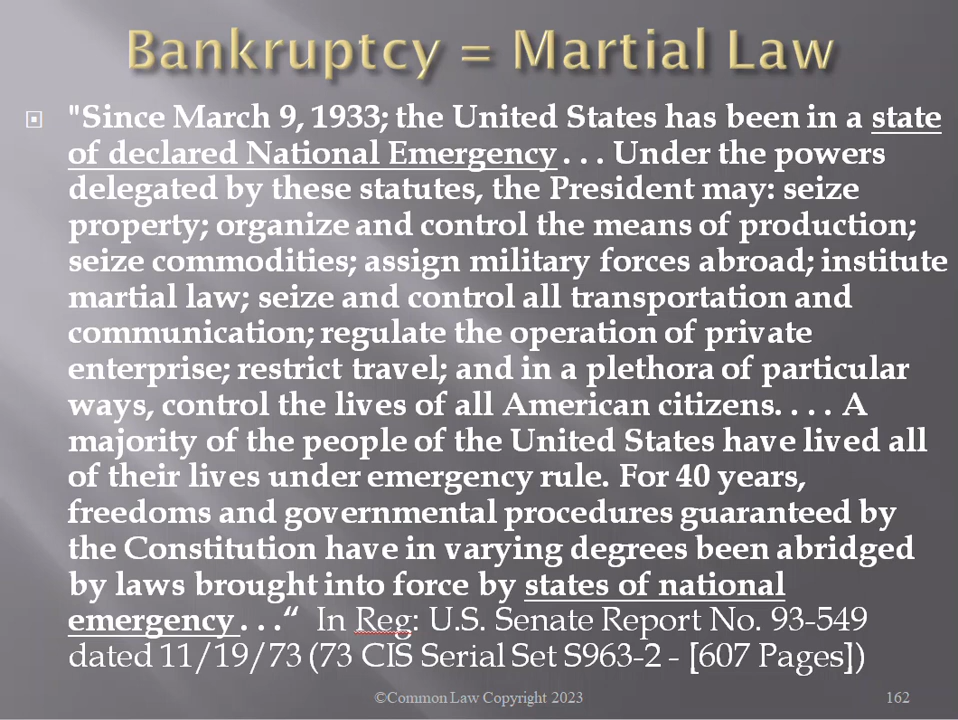 Bankruptcy = Martial Law
"Since March 9, 1933; the United States has been in a state
of declared National Emergency . . . Under the powers
delegated by these statutes, the President may: seize
property; organize and control the means of production;
seize commodities; assign military forces abroad; institute
martial law; seize and control all transportation and
communication; regulate the operation of private
enterprise; restrict travel; and in a plethora of particular
ways, control the lives of all American citizens. . . . A
majority of the people of the United States have lived all
of their lives under emergency rule. For 40 years,
freedoms and governmental procedures guaranteed by
the Constitution have in varying degrees been abridged
by laws brought into force by states of national
emergency . . .“ In Reg: U.S. Senate Report No. 93-549
dated 11/19/73 (73 CIS Serial Set S963-2 - [607 Pages])
©Common Law Copyright 2023
162